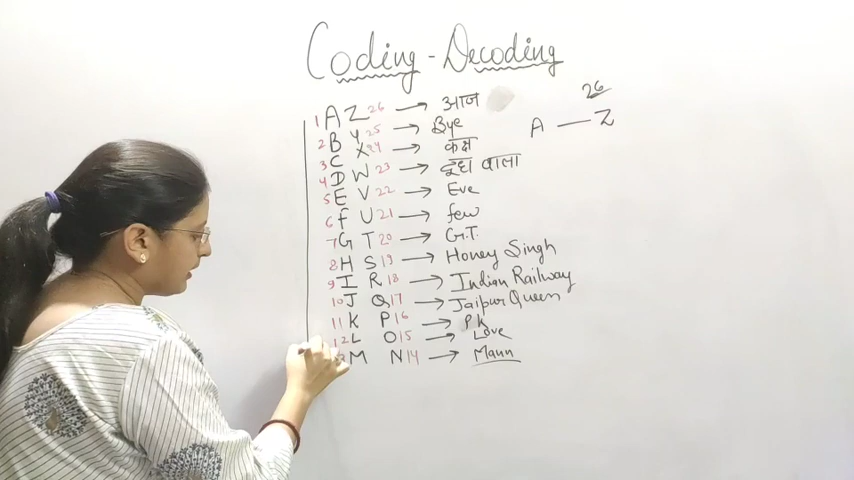 Coding - Decoding
1 A Z 26 → आज
2 B Y 25 → Bye
3 C X 24 → कक्ष
4 D W 23 → दूध वाला
5 E V 22 → Eve
6 f U 21 → few
7 G T 20 → G.T.
8 H S 19 → Honey Singh
9 I R 18 → Indian Railway
10 J Q 17 → Jaipur Queen
11 K P 16 → PK
12 L O 15 → Love
M N 14 → Mann
26
A — Z